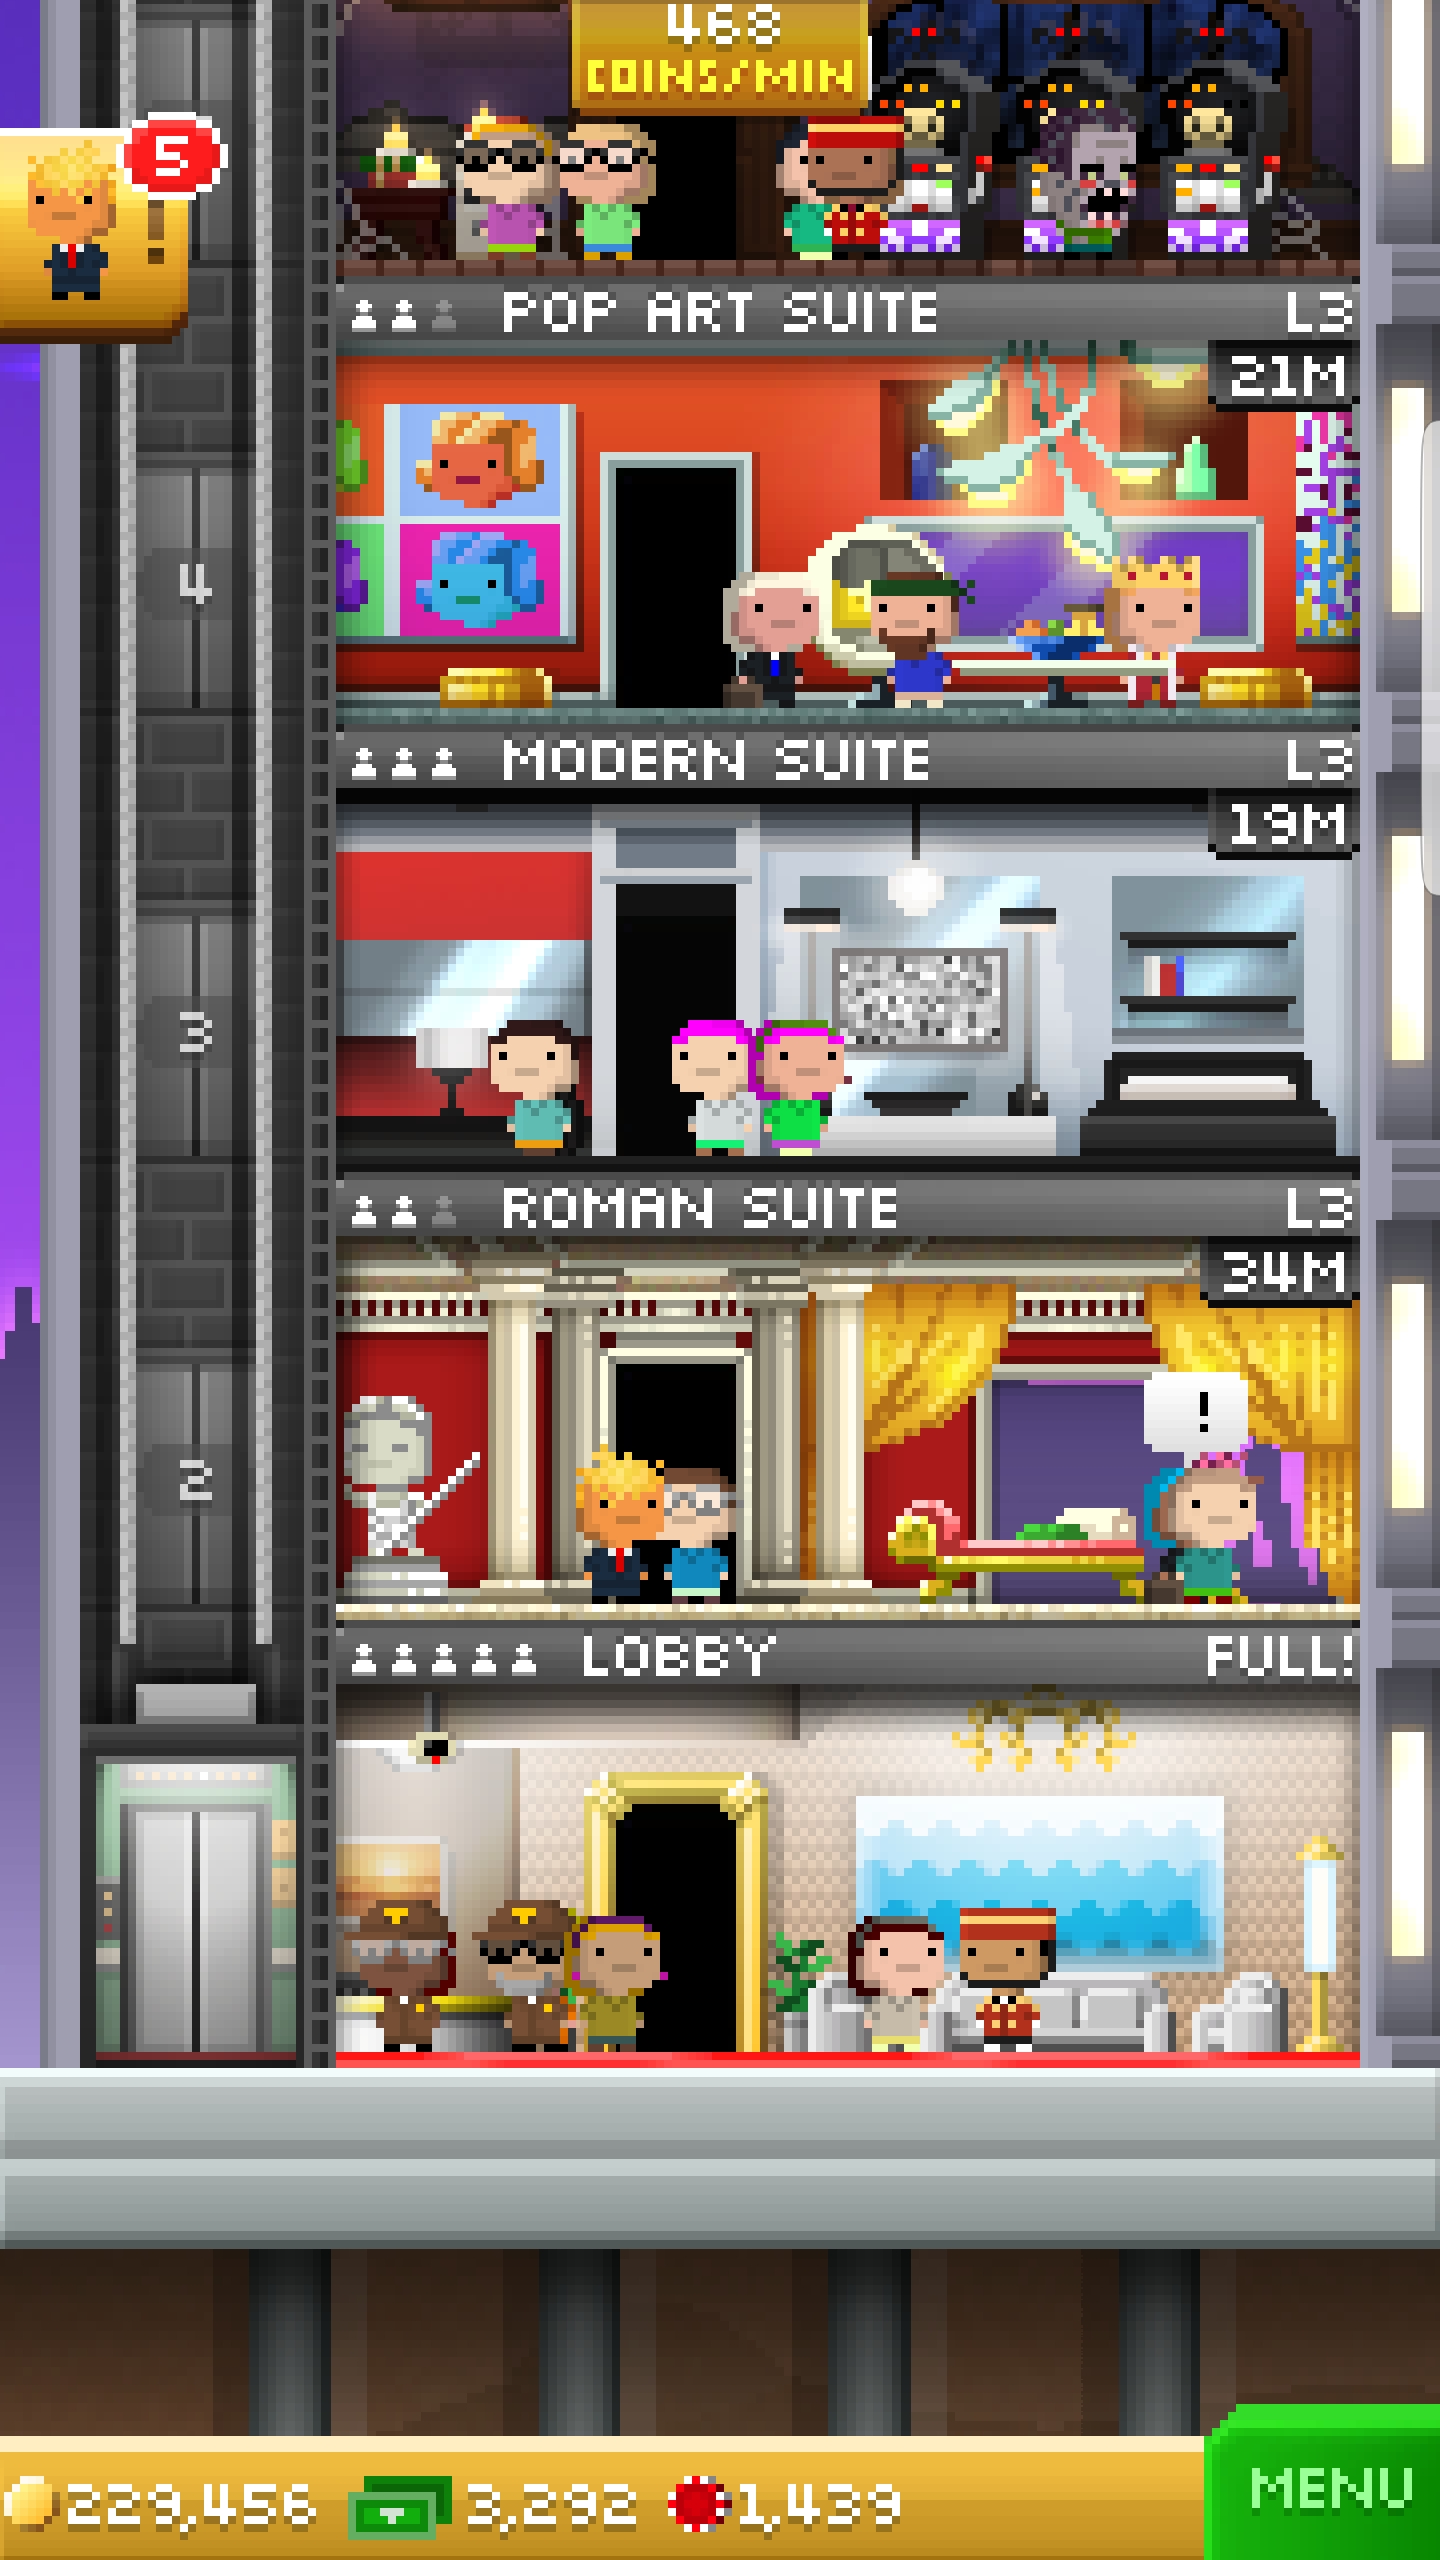 468
COINS/MIN
5
!
POP ART SUITE L3
21M
4
MODERN SUITE L3
19M
3
ROMAN SUITE L3
34M
!
2
LOBBY FULL!
229,456 3,292 1,439
MENU